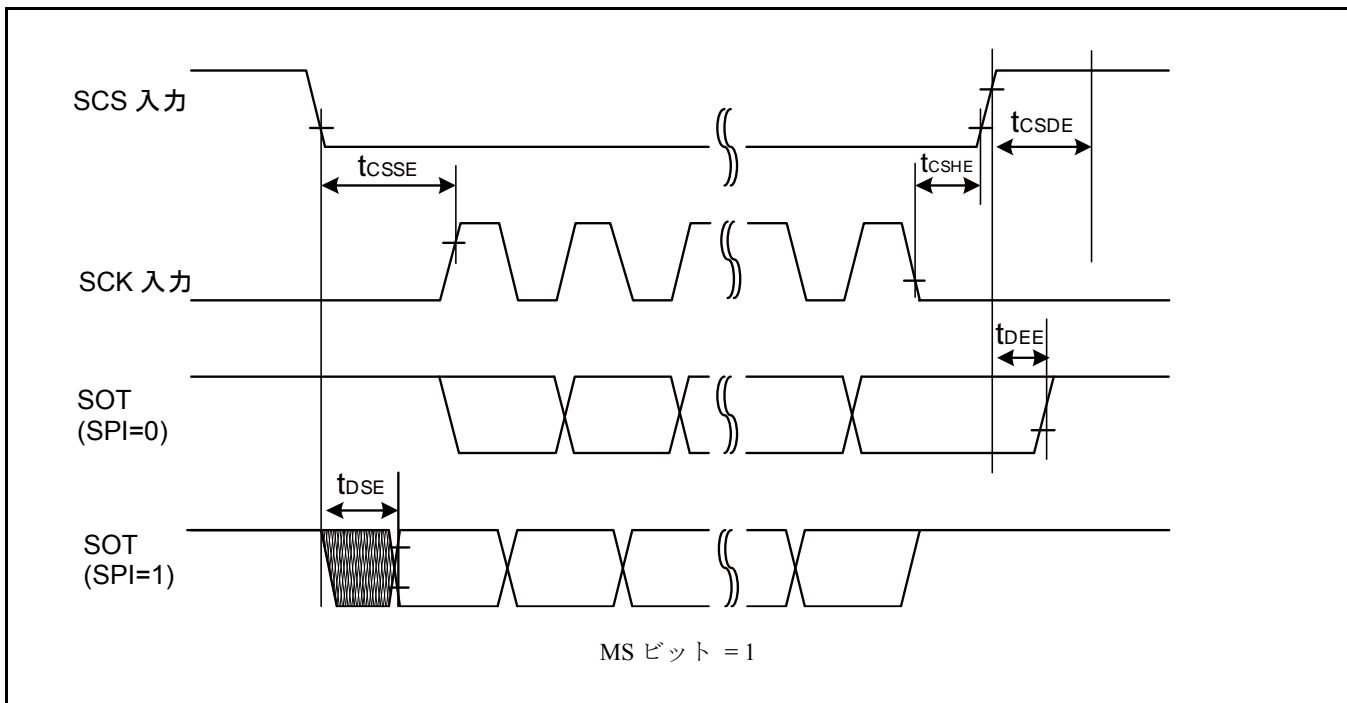 SCS 入力
tCSDE
tCSSE
tCSHE
SCK 入力
tDEE
SOT
(SPI=0)
tDSE
SOT
(SPI=1)
MS ビット = 1